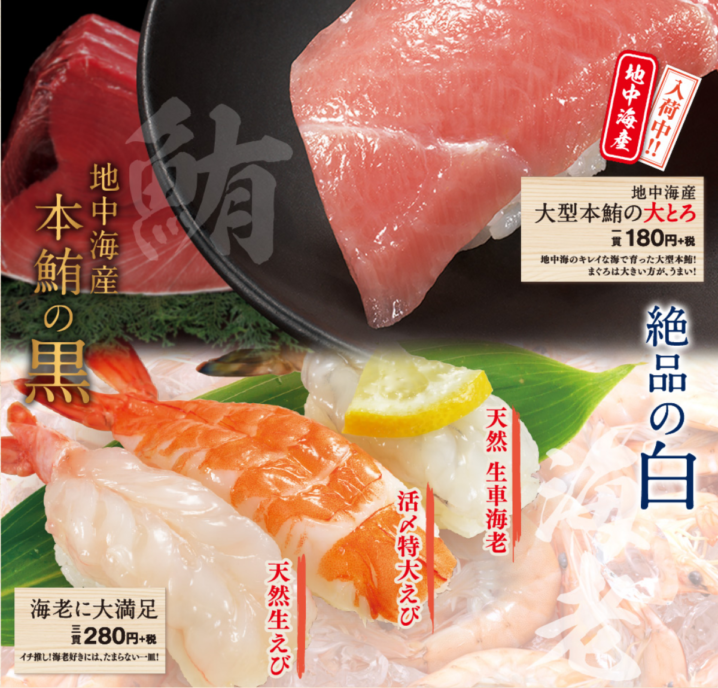 鮪
地中海産
本鮪の黒
地中海産
入荷中!!
地中海産
大型本鮪の大とろ
一貫 180円+税
地中海のキレイな海で育った大型本鮪!
まぐろは大きい方が、うまい!
絶品の白
海老
天然 生車海老
活〆特大えび
天然生えび
海老に大満足
三貫 280円+税
イチ推し!海老好きには、たまらない一皿!